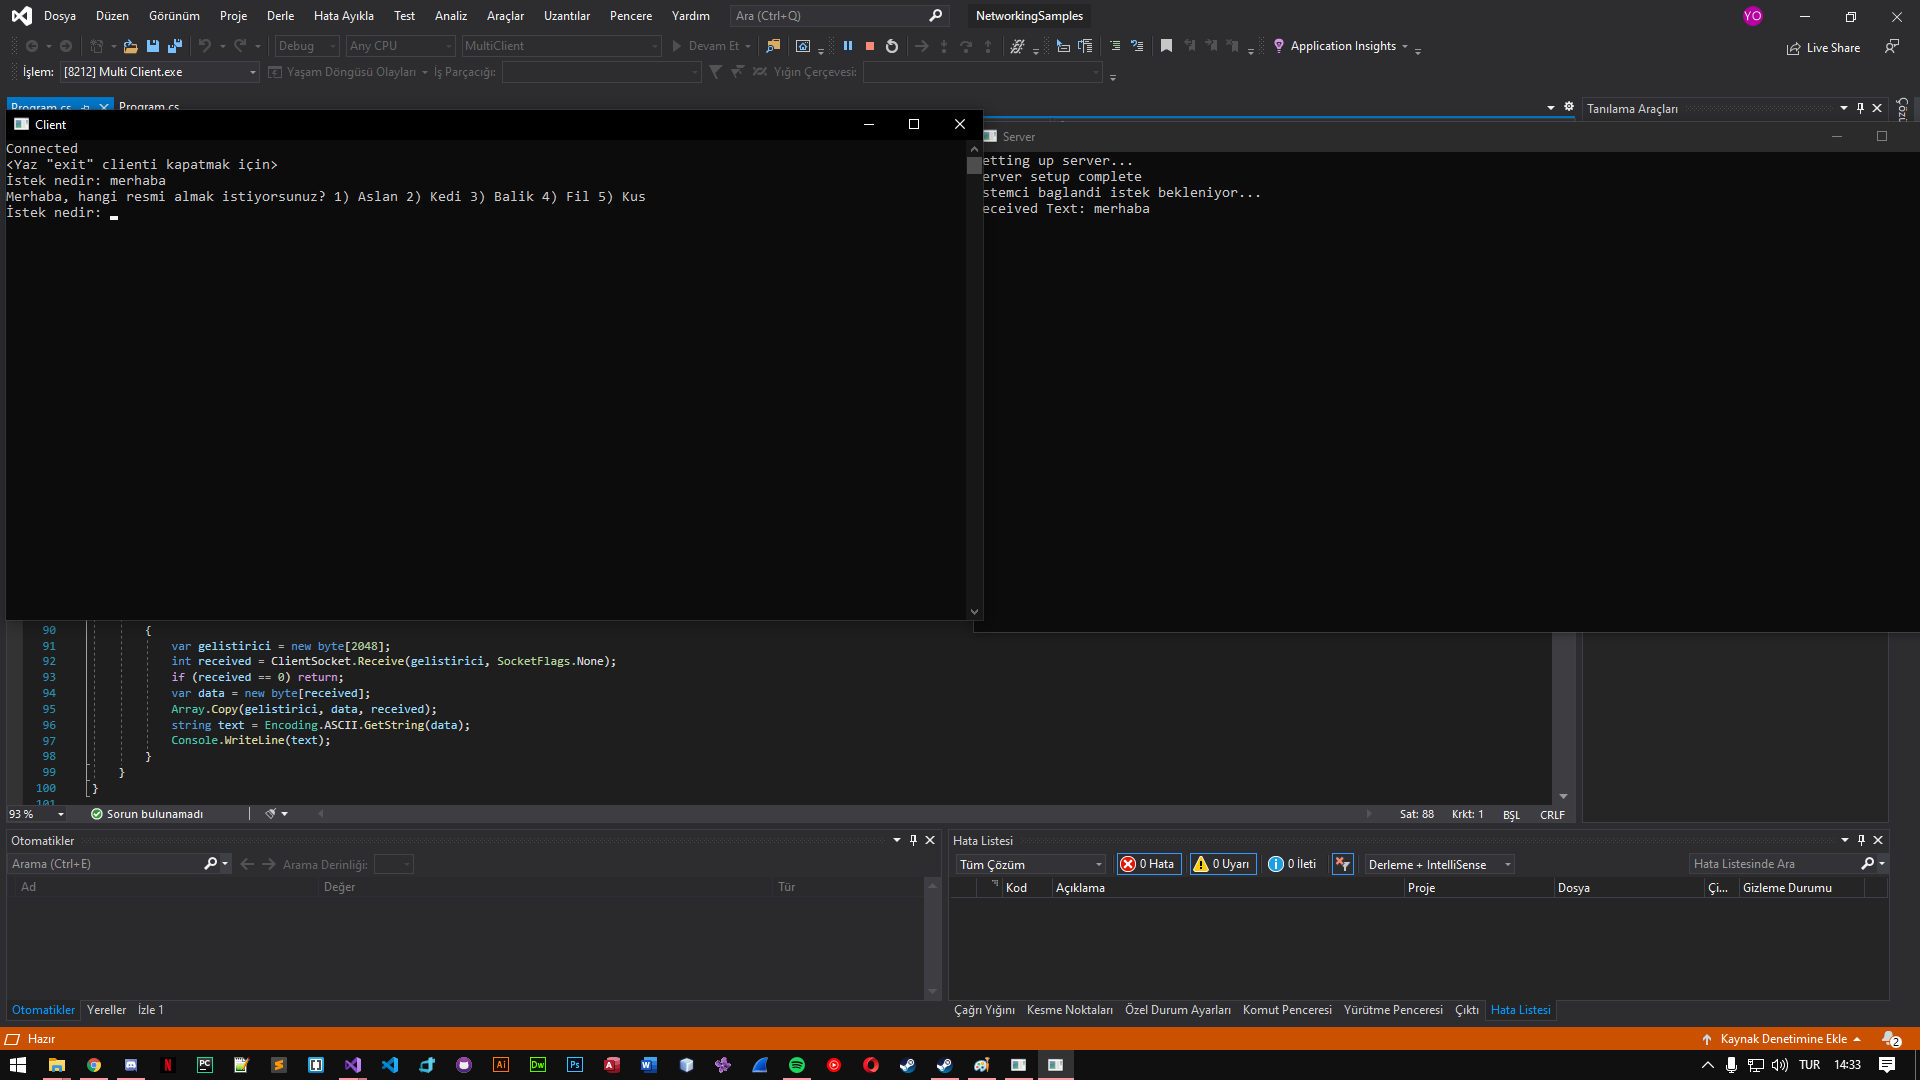 Dosya Düzen Görünüm Proje Derle Hata Ayıkla Test Analiz Araçlar Uzantılar Pencere Yardım Ara (Ctrl+Q) NetworkingSamples YO
Debug Any CPU MultiClient Devam Et Application Insights Live Share
İşlem: [8212] Multi Client.exe Yaşam Döngüsü Olayları İş Parçacığı: Yığın Çerçevesi:
Program.cs Program.cs Tanılama Araçları
Client
Connected
<Yaz "exit" clienti kapatmak için>
İstek nedir: merhaba
Merhaba, hangi resmi almak istiyorsunuz? 1) Aslan 2) Kedi 3) Balik 4) Fil 5) Kus
İstek nedir:
Server
etting up server...
erver setup complete
stemci baglandi istek bekleniyor...
eceived Text: merhaba
90 {
91 var gelistirici = new byte[2048];
92 int received = ClientSocket.Receive(gelistirici, SocketFlags.None);
93 if (received == 0) return;
94 var data = new byte[received];
95 Array.Copy(gelistirici, data, received);
96 string text = Encoding.ASCII.GetString(data);
97 Console.WriteLine(text);
98 }
99 }
100 }
101
93 % Sorun bulunamadı Sat: 88 Krkt: 1 BŞL CRLF
Otomatikler
Arama (Ctrl+E) Arama Derinliği:
Ad Değer Tür
Otomatikler Yereller İzle 1
Hata Listesi
Tüm Çözüm 0 Hata 0 Uyarı 0 İleti Derleme + IntelliSense Hata Listesinde Ara
Kod Açıklama Proje Dosya Çi... Gizleme Durumu
Çağrı Yığını Kesme Noktaları Özel Durum Ayarları Komut Penceresi Yürütme Penceresi Çıktı Hata Listesi
Hazır Kaynak Denetimine Ekle 2
PC Ai Dw Ps TUR 14:33